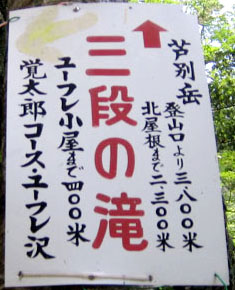 芦別岳
登山口より三・八〇〇米
北尾根まで二・三〇〇米
三段の滝
ユーフレ小屋まで四〇〇米
覚太郎コース・ユーフレ沢